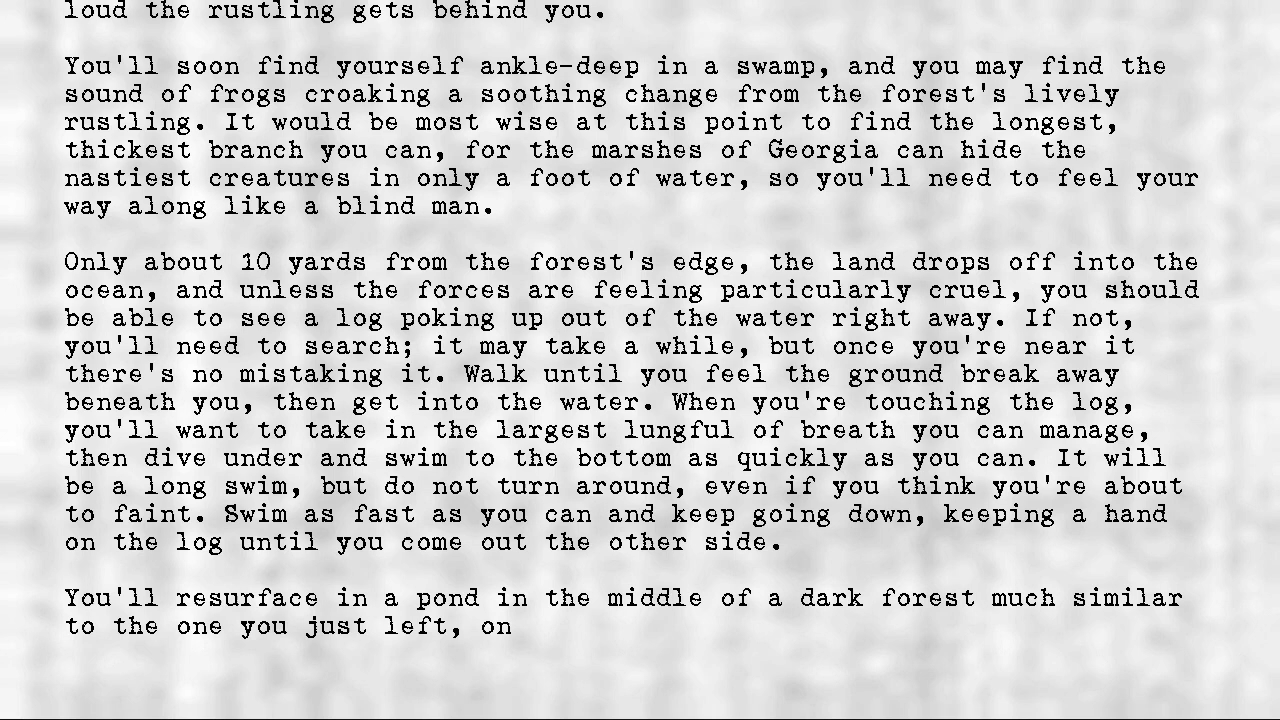 loud the rustling gets behind you.
You'll soon find yourself ankle-deep in a swamp, and you may find the
sound of frogs croaking a soothing change from the forest's lively
rustling. It would be most wise at this point to find the longest,
thickest branch you can, for the marshes of Georgia can hide the
nastiest creatures in only a foot of water, so you'll need to feel your
way along like a blind man.
Only about 10 yards from the forest's edge, the land drops off into the
ocean, and unless the forces are feeling particularly cruel, you should
be able to see a log poking up out of the water right away. If not,
you'll need to search; it may take a while, but once you're near it
there's no mistaking it. Walk until you feel the ground break away
beneath you, then get into the water. When you're touching the log,
you'll want to take in the largest lungful of breath you can manage,
then dive under and swim to the bottom as quickly as you can. It will
be a long swim, but do not turn around, even if you think you're about
to faint. Swim as fast as you can and keep going down, keeping a hand
on the log until you come out the other side.
You'll resurface in a pond in the middle of a dark forest much similar
to the one you just left, on